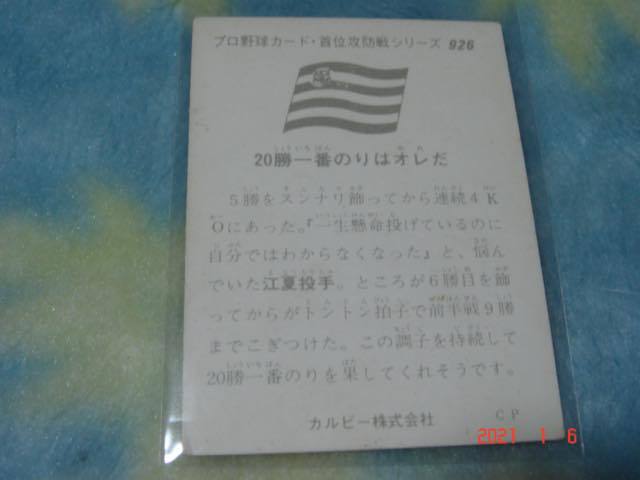 プロ野球カード・首位攻防戦シリーズ 926
20勝一番のりはオレだ
5勝をスンナリ飾ってから連続4K
Oにあった。『一生懸命投げているのに
自分ではわからなくなった』と、悩ん
でいた江夏投手。ところが6勝目を飾
ってからがトントン拍子で前半戦9勝
までこぎつけた。この調子を持続して
20勝一番のりを果してくれそうです。
カルビー株式会社 CP
2021 1 6